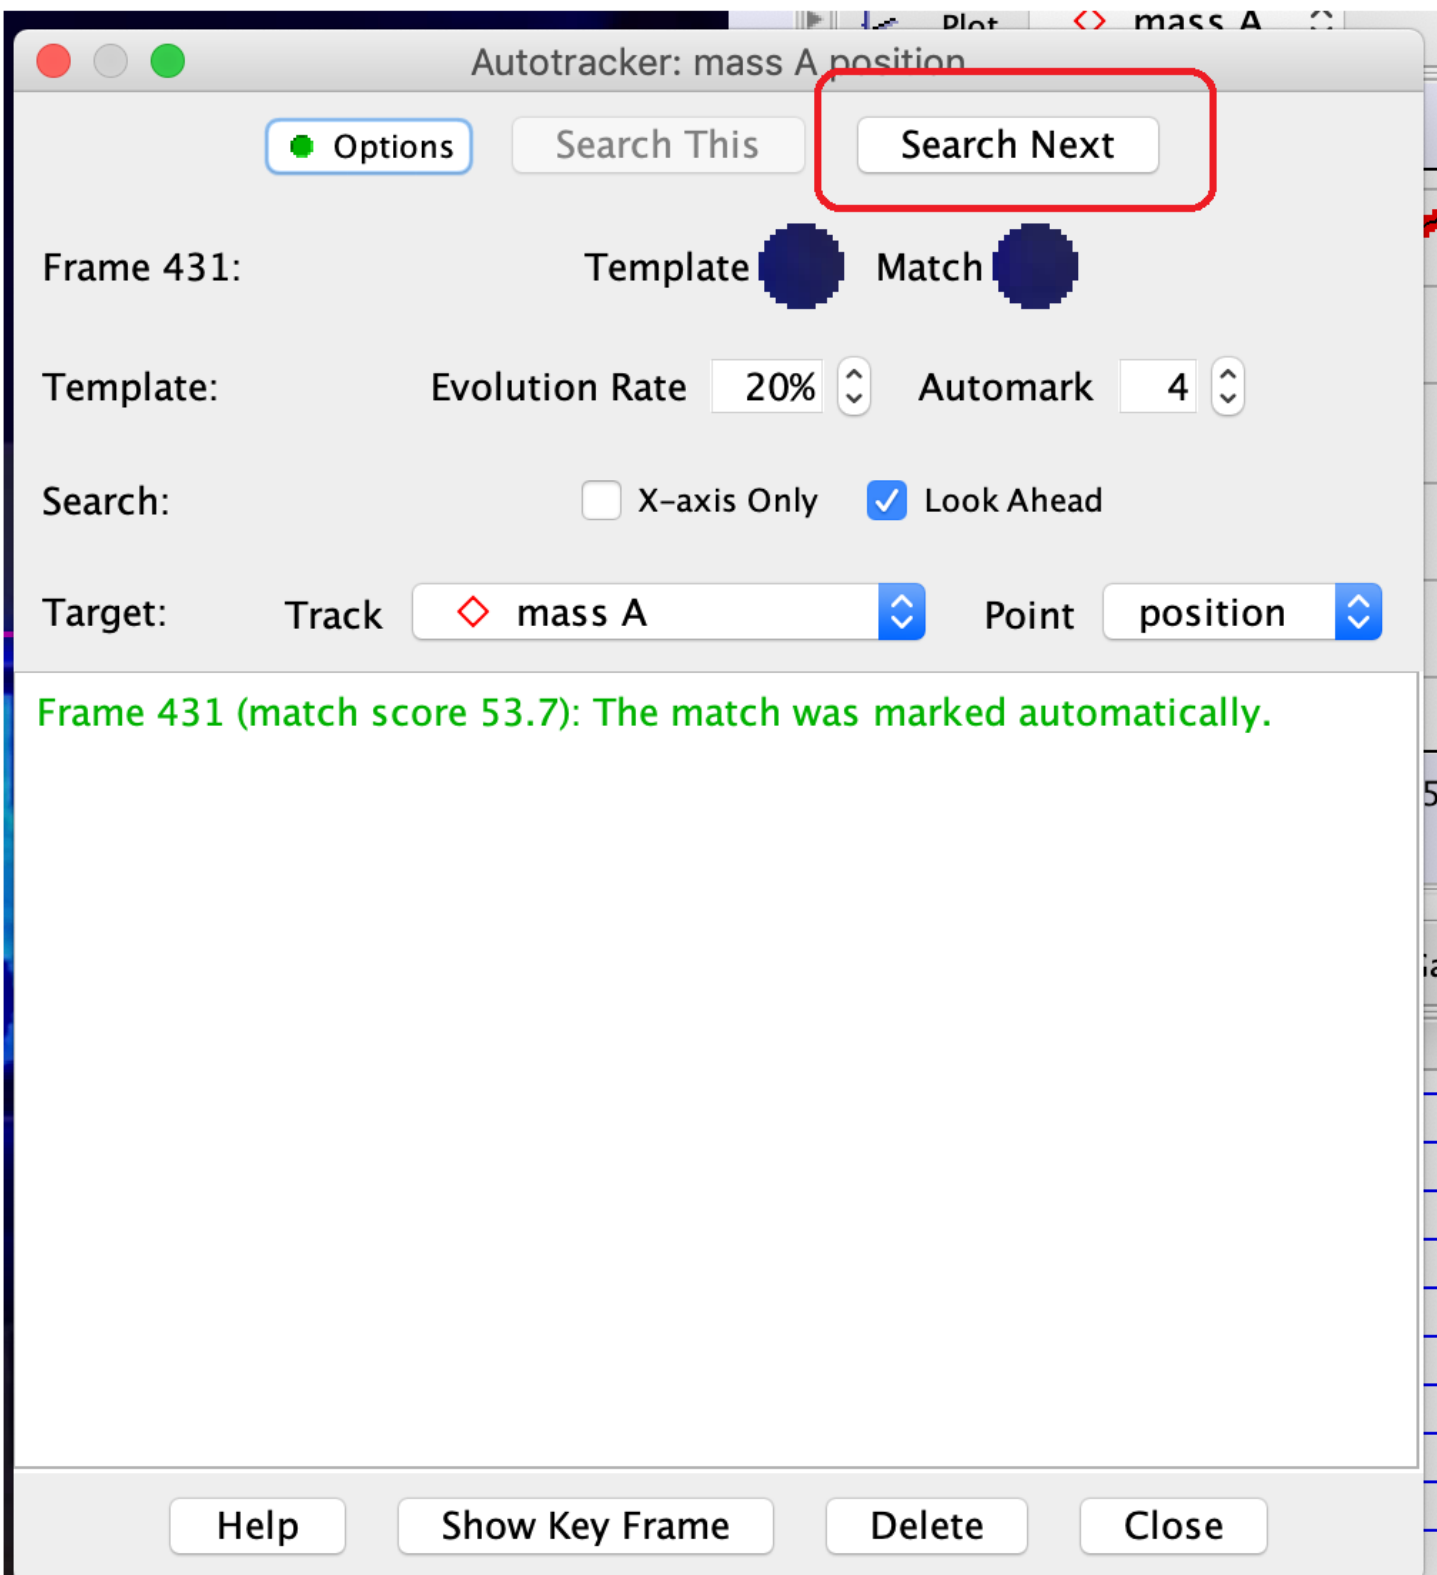 Plot mass A
Autotracker: mass A position
Options Search This Search Next
Frame 431: Template Match
Template: Evolution Rate 20% Automark 4
Search: X-axis Only Look Ahead
Target: Track mass A Point position
Frame 431 (match score 53.7): The match was marked automatically.
5
Help Show Key Frame Delete Close